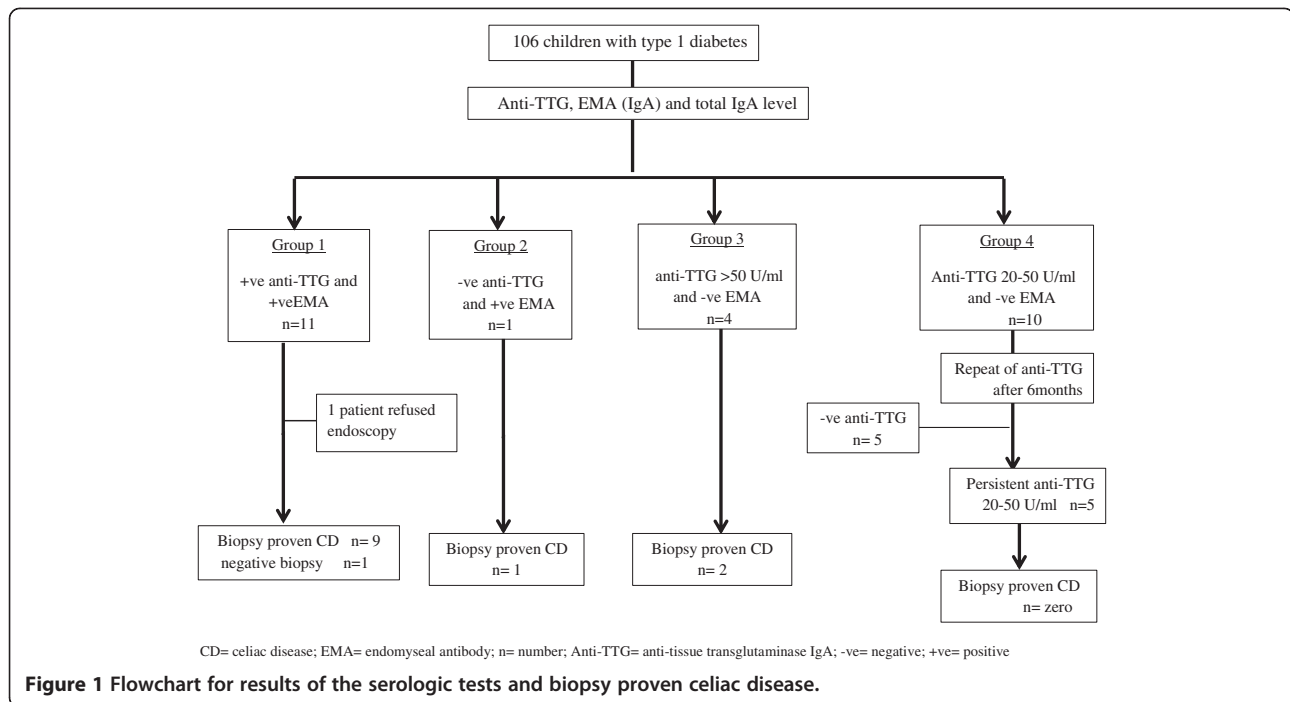 106 children with type 1 diabetes
Anti-TTG, EMA (IgA) and total IgA level
Group 1
+ve anti-TTG and
+veEMA
n=11
Group 2
-ve anti-TTG
and +ve EMA
n=1
Group 3
anti-TTG >50 U/ml
and -ve EMA
n=4
Group 4
Anti-TTG 20-50 U/ml
and -ve EMA
n=10
1 patient refused
endoscopy
Repeat of anti-TTG
after 6months
-ve anti-TTG
n= 5
Persistent anti-TTG
20-50 U/ml n=5
Biopsy proven CD n= 9
negative biopsy n=1
Biopsy proven CD
n= 1
Biopsy proven CD
n= 2
Biopsy proven CD
n= zero
CD= celiac disease; EMA= endomyseal antibody; n= number; Anti-TTG= anti-tissue transglutaminase IgA; -ve= negative; +ve= positive
Figure 1 Flowchart for results of the serologic tests and biopsy proven celiac disease.